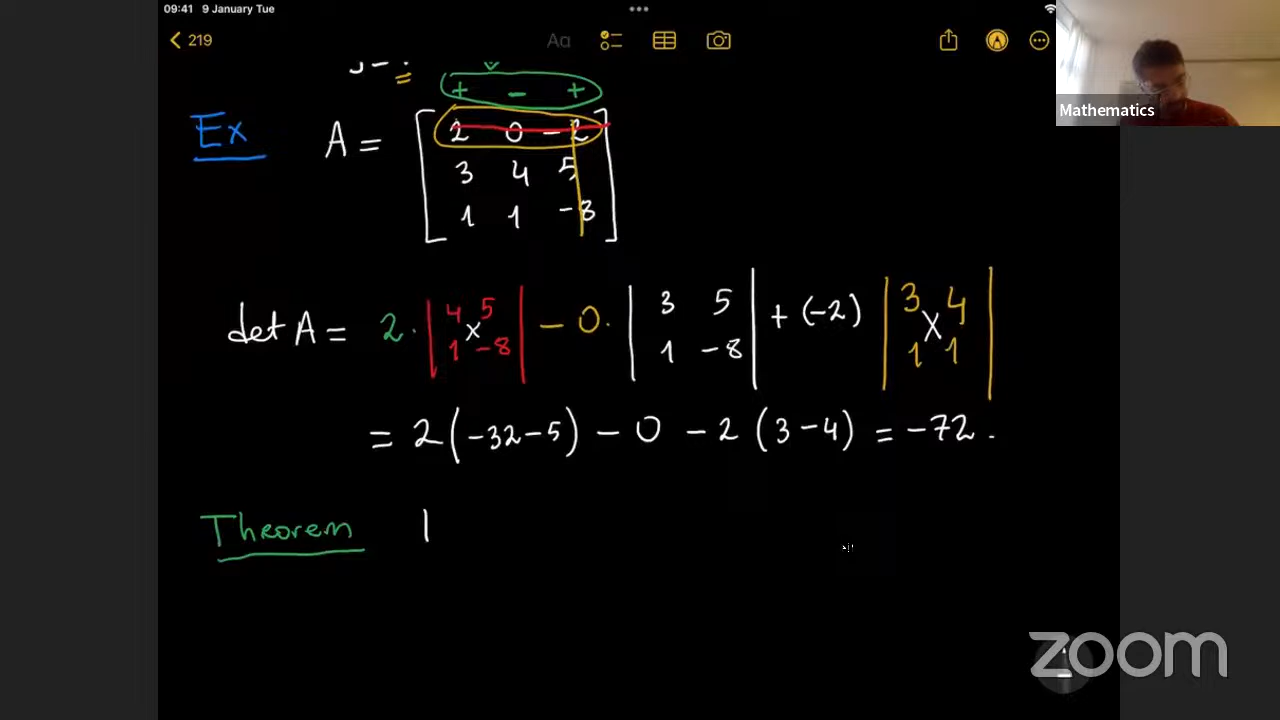 09:41 9 January Tue
219
Aa
Mathematics
+ - +
Ex A = [ 2 0 -2
3 4 5
1 1 -8 ]
det A = 2 · | 4 5 | - 0 · | 3 5 | + (-2) | 3 4 |
| 1 -8 | | 1 -8 | | 1 1 |
= 2(-32-5) - 0 - 2(3-4) = -72.
Theorem
zoom